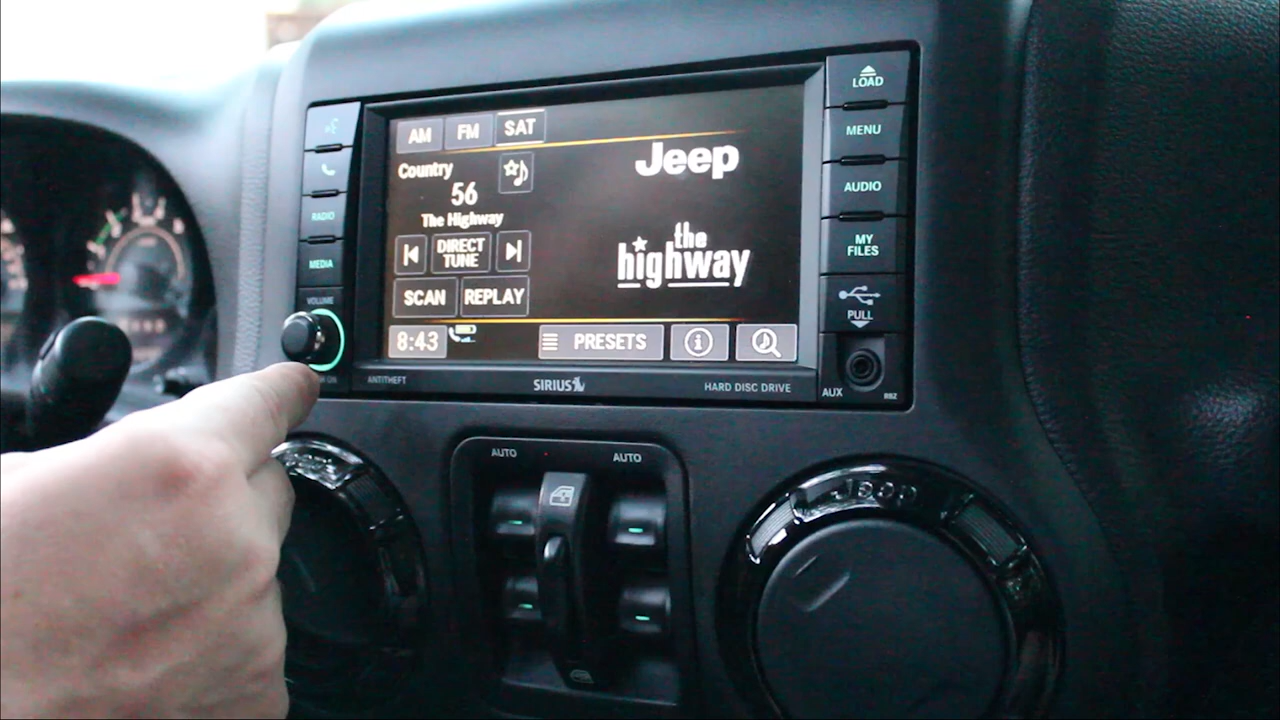 LOAD
MENU
AUDIO
MY
FILES
PULL
AUX
RBZ
RADIO
MEDIA
VOLUME
AM FM SAT
Country
56
The Highway
DIRECT
TUNE
SCAN REPLAY
8:43
PRESETS
Jeep
the
highway
ANTITHEFT
SIRIUS
HARD DISC DRIVE
AUTO AUTO
Jeep